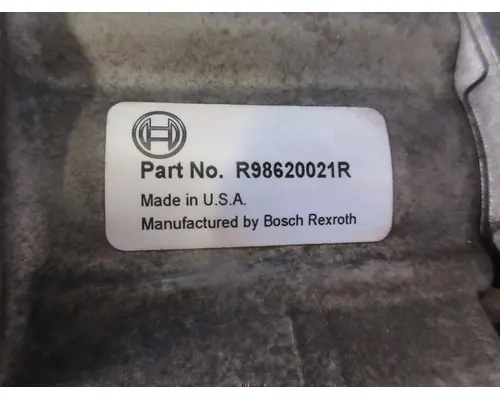 Part No. R98620021R
Made in U.S.A.
Manufactured by Bosch Rexroth